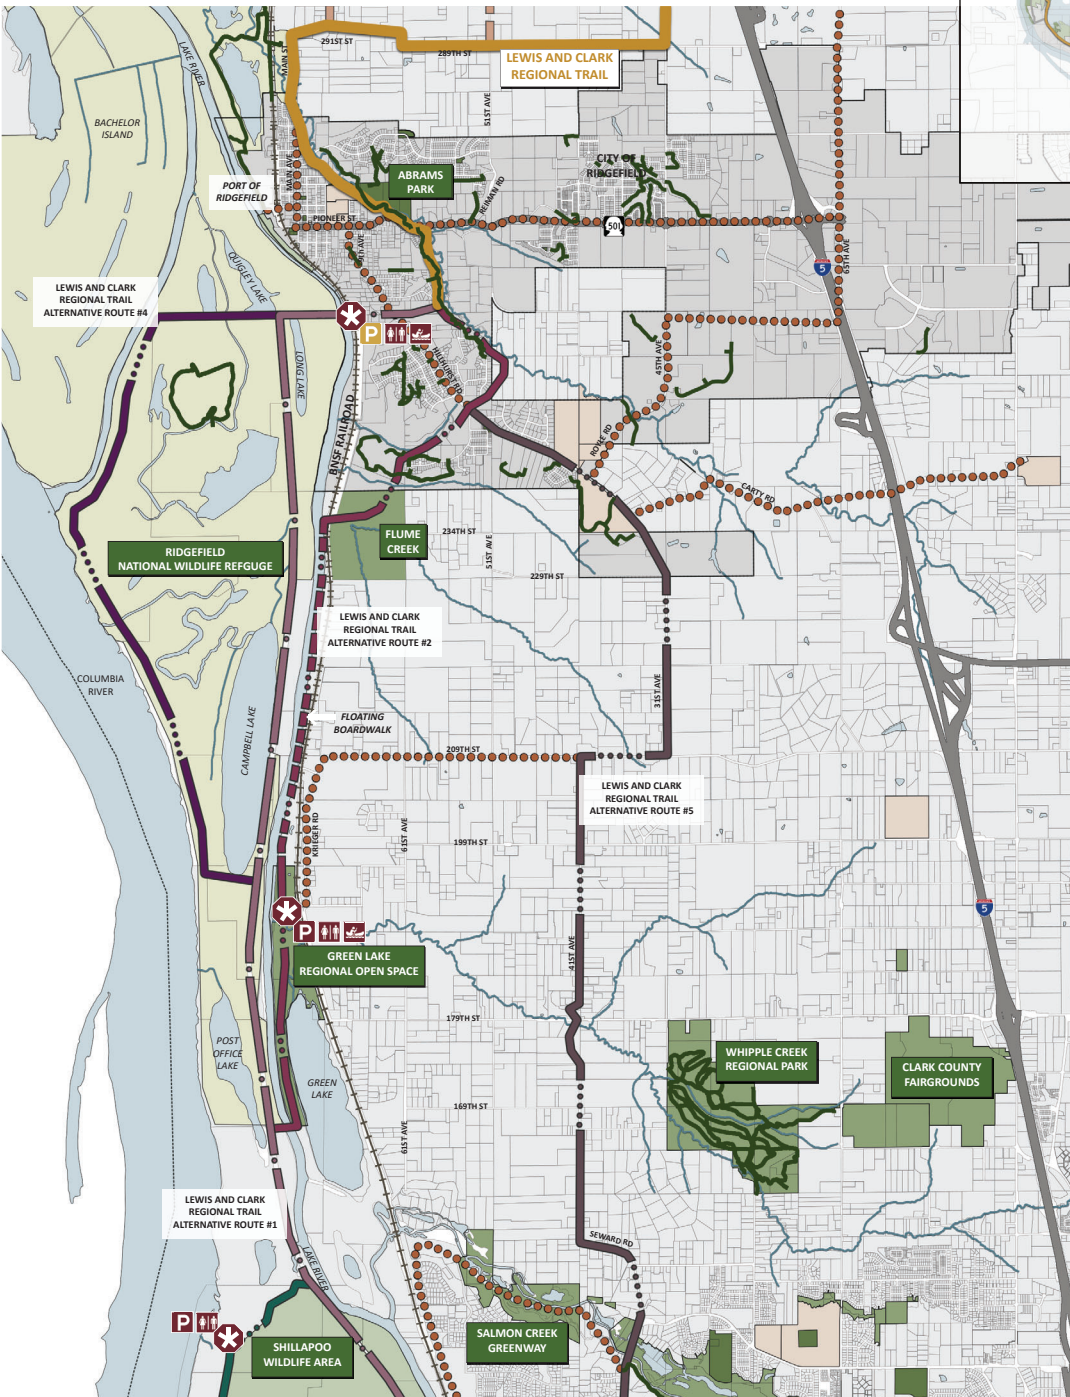 291ST ST
289TH ST
MAIN ST
LAKE RIVER
LEWIS AND CLARK
REGIONAL TRAIL
51ST AVE
BACHELOR
ISLAND
CITY OF
RIDGEFIELD
ABRAMS
PARK
MAIN AVE
REIMAN RD
PORT OF
RIDGEFIELD
PIONEER ST
501
65TH AVE
5
QUIGLEY LAKE
LEWIS AND CLARK
REGIONAL TRAIL
ALTERNATIVE ROUTE #4
P
HILLHURST RD
45TH AVE
LONG LAKE
BNSF RAILROAD
ROYLE RD
CARTY RD
FLUME
CREEK
234TH ST
51ST AVE
RIDGEFIELD
NATIONAL WILDLIFE REFGUGE
229TH ST
LEWIS AND CLARK
REGIONAL TRAIL
ALTERNATIVE ROUTE #2
COLUMBIA
RIVER
31ST AVE
FLOATING
BOARDWALK
CAMPBELL LAKE
209TH ST
LEWIS AND CLARK
REGIONAL TRAIL
ALTERNATIVE ROUTE #5
KRIEGER RD
61ST AVE
199TH ST
5
P
41ST AVE
GREEN LAKE
REGIONAL OPEN SPACE
179TH ST
POST
OFFICE
LAKE
WHIPPLE CREEK
REGIONAL PARK
CLARK COUNTY
FAIRGROUNDS
GREEN
LAKE
169TH ST
61ST AVE
LEWIS AND CLARK
REGIONAL TRAIL
ALTERNATIVE ROUTE #1
SEWARD RD
LAKE RIVER
P
SHILLAPOO
WILDLIFE AREA
SALMON CREEK
GREENWAY